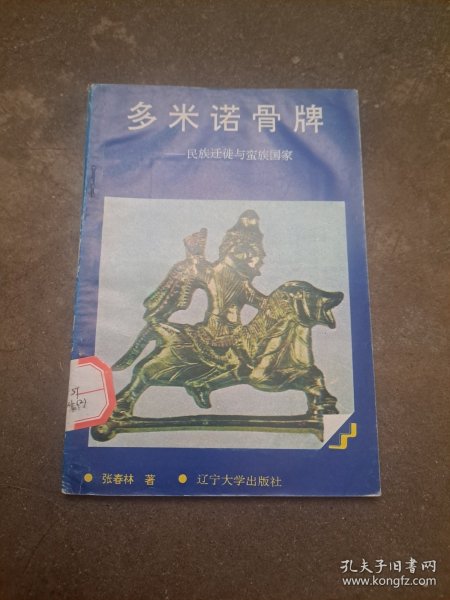 多米诺骨牌
——民族迁徙与蛮族国家
张春林 著
辽宁大学出版社
孔夫子旧书网
www.kongfz.com